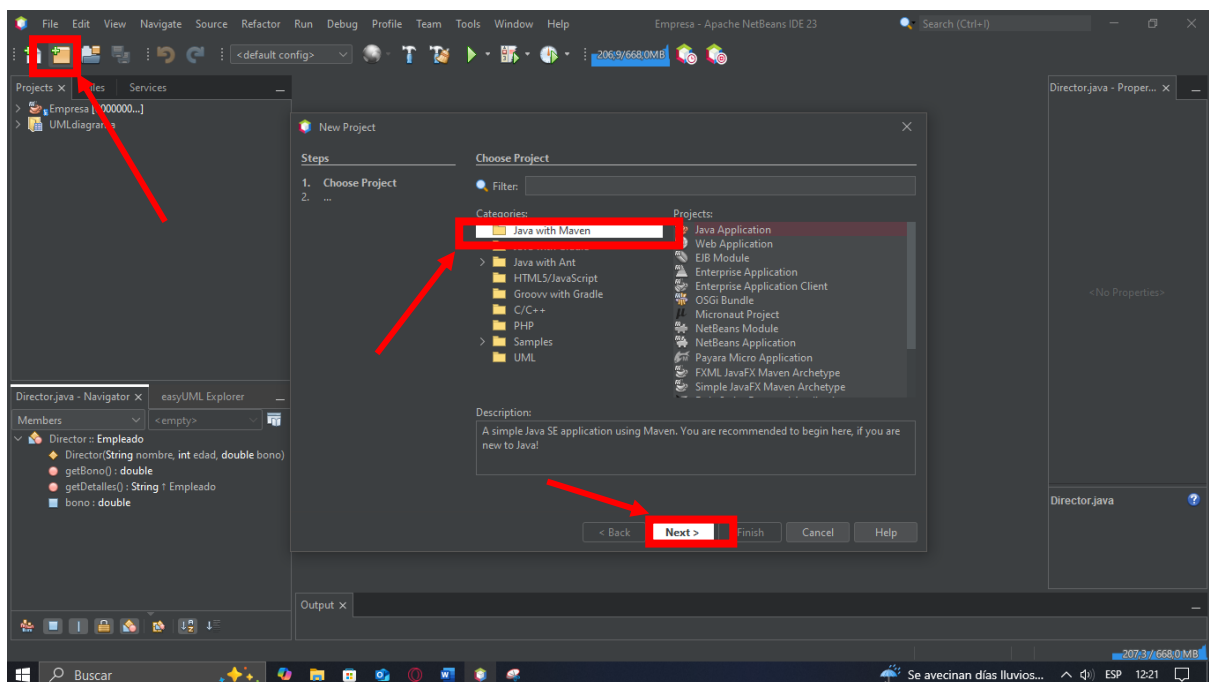 File Edit View Navigate Source Refactor Run Debug Profile Team Tools Window Help Empresa - Apache NetBeans IDE 23 Search (Ctrl+I)
<default config> 206.9/668.0MB
Projects Files Services
Empresa [000000...]
UMLdiagrama
Director.java - Proper...
<No Properties>
New Project
Steps
1. Choose Project
2. ...
Choose Project
Filter:
Categories:
Java with Maven
Java with Gradle
Java with Ant
HTML5/JavaScript
Groovy with Gradle
C/C++
PHP
Samples
UML
Projects:
Java Application
Web Application
EJB Module
Enterprise Application
Enterprise Application Client
OSGi Bundle
Micronaut Project
NetBeans Module
NetBeans Application
Payara Micro Application
FXML JavaFX Maven Archetype
Simple JavaFX Maven Archetype
Description:
A simple Java SE application using Maven. You are recommended to begin here, if you are
new to Java!
< Back Next > Finish Cancel Help
Director.java - Navigator easyUML Explorer
Members <empty>
Director :: Empleado
Director(String nombre, int edad, double bono)
getBono() : double
getDetalles() : String ↑ Empleado
bono : double
Director.java
Output
207.3/668.0MB
Buscar
Se avecinan días lluvios... ESP 12:21